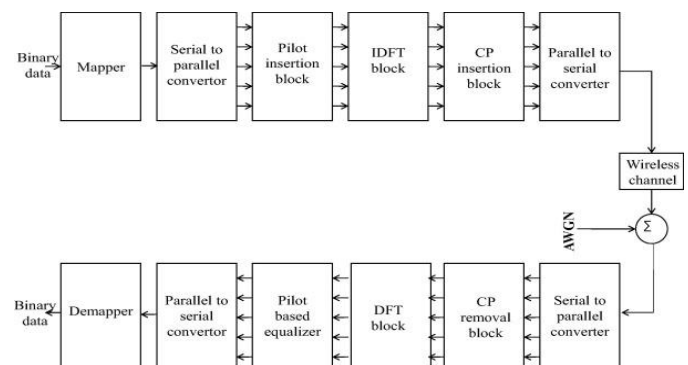 Binary
data
Mapper
Serial to
parallel
convertor
Pilot
insertion
block
IDFT
block
CP
insertion
block
Parallel to
serial
converter
Wireless
channel
Σ
AWGN
Binary
data
Demapper
Parallel to
serial
convertor
Pilot
based
equalizer
DFT
block
CP
removal
block
Serial to
parallel
converter